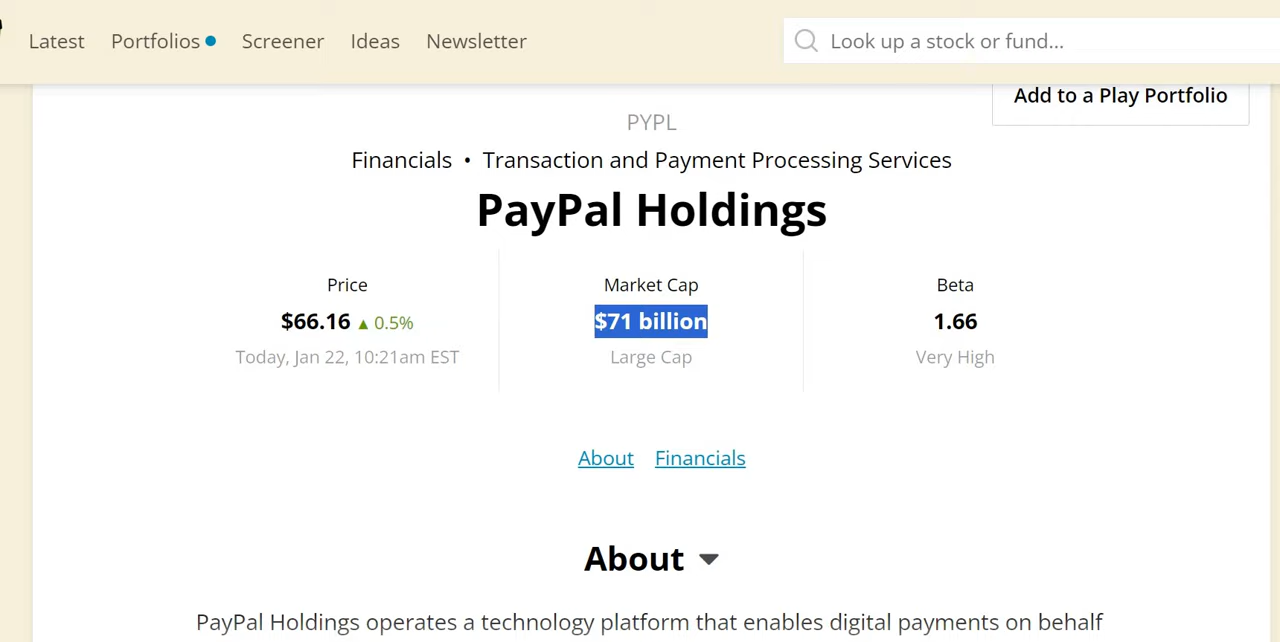 Latest Portfolios Screener Ideas Newsletter Look up a stock or fund...
Add to a Play Portfolio
PYPL
Financials • Transaction and Payment Processing Services
PayPal Holdings
Price Market Cap Beta
$66.16 ▲ 0.5% $71 billion 1.66
Today, Jan 22, 10:21am EST Large Cap Very High
About Financials
About
PayPal Holdings operates a technology platform that enables digital payments on behalf